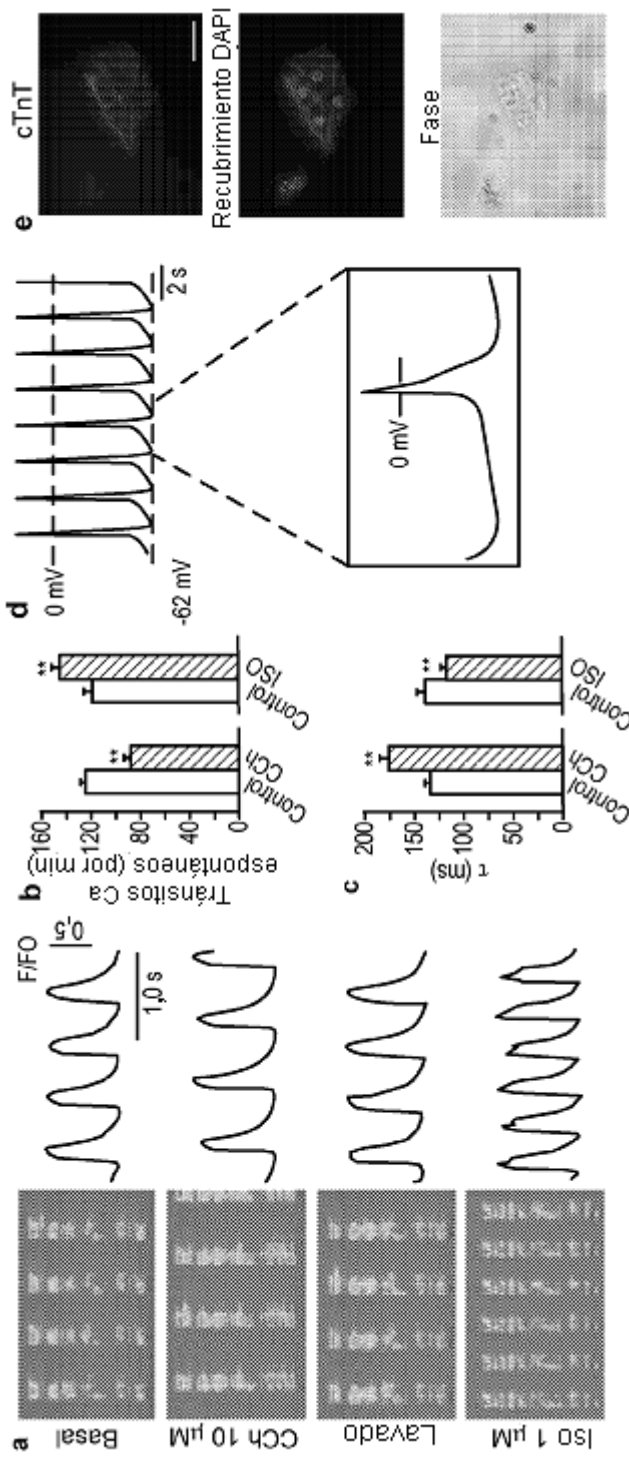 a
Basal
CCh 10 µM
Lavado
Iso 1 µM
F/FO
0,5
1,0 s
b
Tránsitos Ca
espontáneos (por min)
160
120
80
40
0
**
**
Control
CCh
Control
ISO
c
τ (ms)
200
150
100
50
0
**
**
Control
CCh
Control
ISO
d
0 mV
-62 mV
2 s
0 mV
e
cTnT
Recubrimiento DAPI
Fase